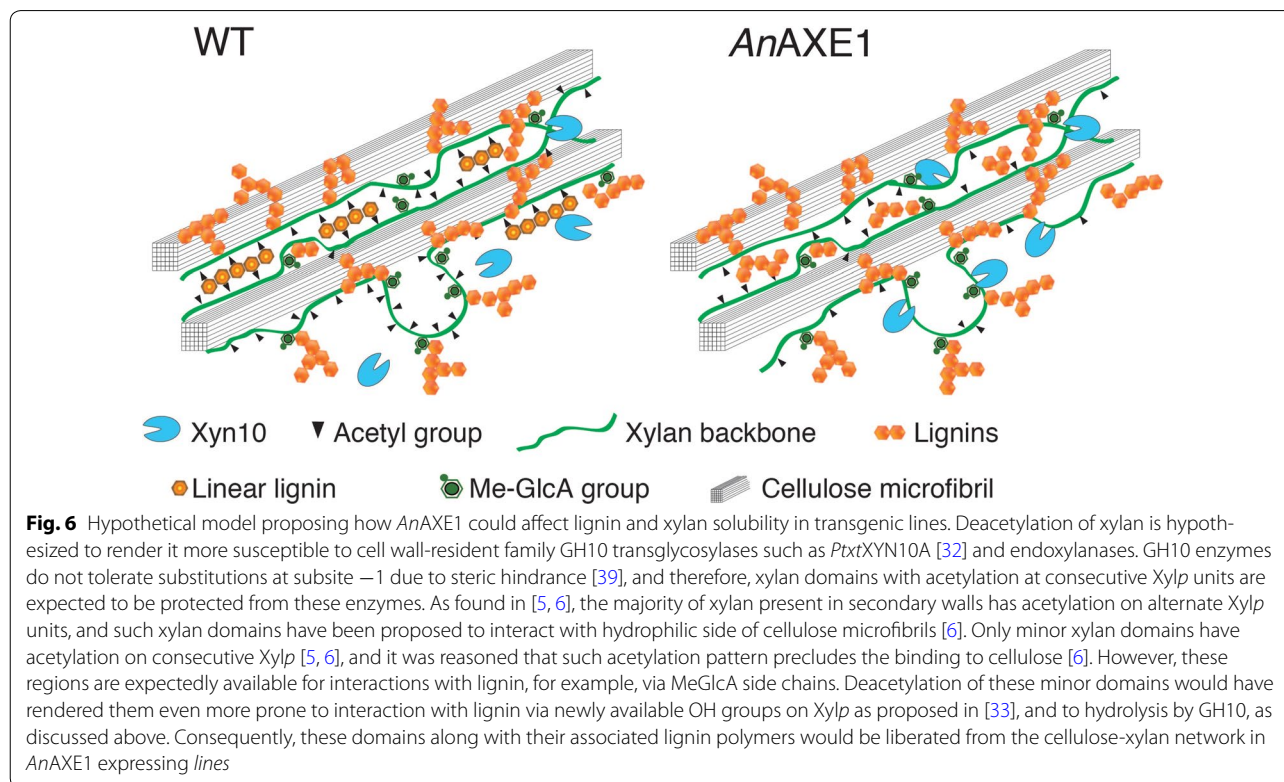 WT
AnAXE1
Xyn10
Acetyl group
Xylan backbone
Lignins
Linear lignin
Me-GlcA group
Cellulose microfibril
Fig. 6 Hypothetical model proposing how AnAXE1 could affect lignin and xylan solubility in transgenic lines. Deacetylation of xylan is hypoth-
esized to render it more susceptible to cell wall-resident family GH10 transglycosylases such as PtxtXYN10A [32] and endoxylanases. GH10 enzymes
do not tolerate substitutions at subsite −1 due to steric hindrance [39], and therefore, xylan domains with acetylation at consecutive Xylp units are
expected to be protected from these enzymes. As found in [5, 6], the majority of xylan present in secondary walls has acetylation on alternate Xylp
units, and such xylan domains have been proposed to interact with hydrophilic side of cellulose microfibrils [6]. Only minor xylan domains have
acetylation on consecutive Xylp [5, 6], and it was reasoned that such acetylation pattern precludes the binding to cellulose [6]. However, these
regions are expectedly available for interactions with lignin, for example, via MeGlcA side chains. Deacetylation of these minor domains would have
rendered them even more prone to interaction with lignin via newly available OH groups on Xylp as proposed in [33], and to hydrolysis by GH10, as
discussed above. Consequently, these domains along with their associated lignin polymers would be liberated from the cellulose-xylan network in
AnAXE1 expressing lines